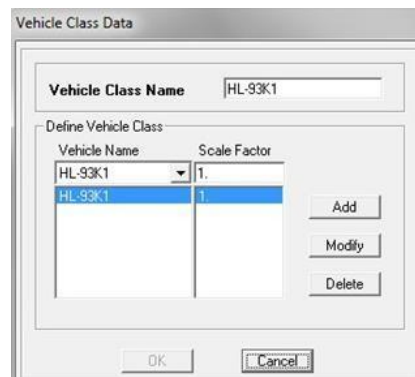 Vehicle Class Data
Vehicle Class Name HL-93K1
Define Vehicle Class
Vehicle Name Scale Factor
HL-93K1 1.
HL-93K1 1.
Add
Modify
Delete
OK Cancel